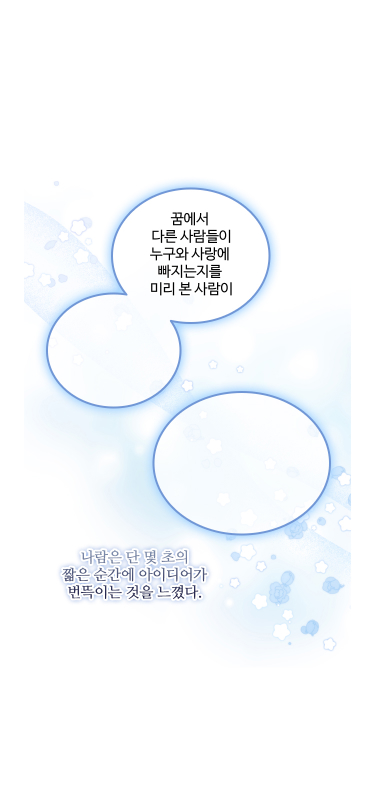 꿈에서
다른 사람들이
누구와 사랑에
빠지는지를
미리 본 사람이
나람은 단 몇 초의
짧은 순간에 아이디어가
번뜩이는 것을 느꼈다.